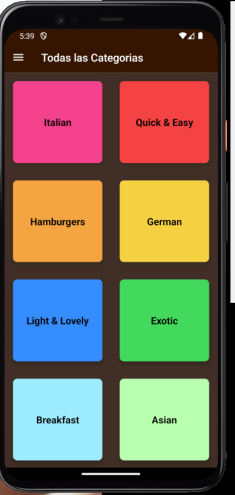 5:39
Todas las Categorias
Italian
Quick & Easy
Hamburgers
German
Light & Lovely
Exotic
Breakfast
Asian